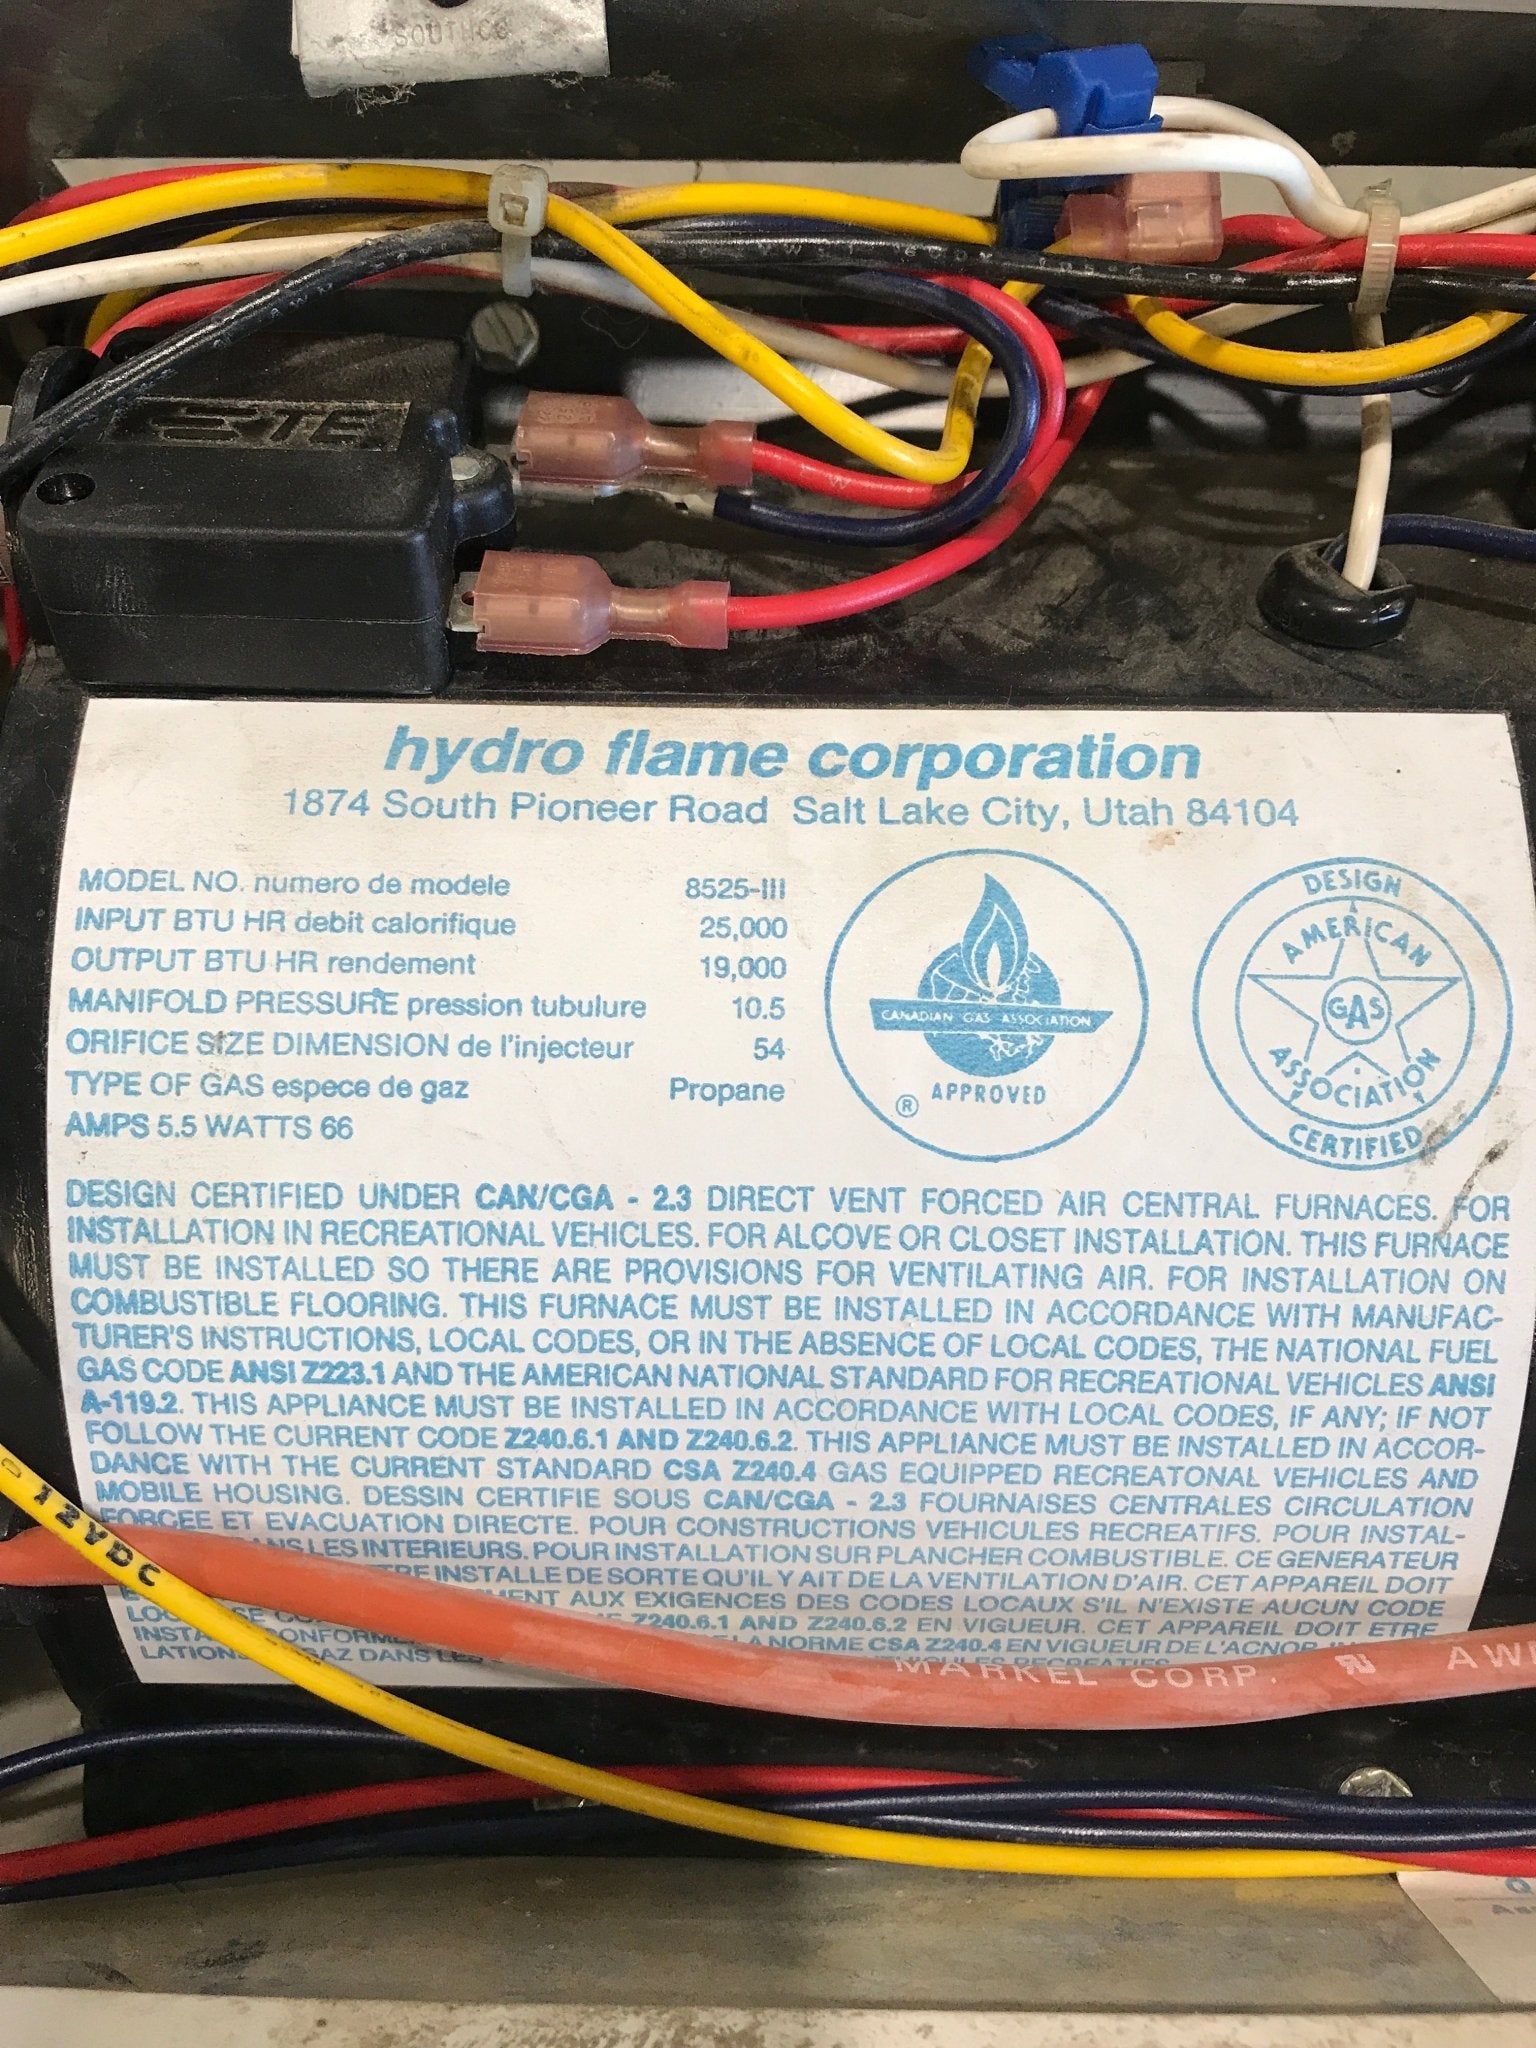 SOUTHCO
TE
hydro flame corporation
1874 South Pioneer Road Salt Lake City, Utah 84104
MODEL NO. numero de modele 8525-III
INPUT BTU HR debit calorifique 25,000
OUTPUT BTU HR rendement 19,000
MANIFOLD PRESSURE pression tubulure 10.5
ORIFICE SIZE DIMENSION de l'injecteur 54
TYPE OF GAS espece de gaz Propane
AMPS 5.5 WATTS 66
CANADIAN GAS ASSOCIATION
® APPROVED
DESIGN
AMERICAN
GAS
ASSOCIATION
CERTIFIED
DESIGN CERTIFIED UNDER CAN/CGA - 2.3 DIRECT VENT FORCED AIR CENTRAL FURNACES. FOR
INSTALLATION IN RECREATIONAL VEHICLES. FOR ALCOVE OR CLOSET INSTALLATION. THIS FURNACE
MUST BE INSTALLED SO THERE ARE PROVISIONS FOR VENTILATING AIR. FOR INSTALLATION ON
COMBUSTIBLE FLOORING. THIS FURNACE MUST BE INSTALLED IN ACCORDANCE WITH MANUFAC-
TURER'S INSTRUCTIONS, LOCAL CODES, OR IN THE ABSENCE OF LOCAL CODES, THE NATIONAL FUEL
GAS CODE ANSI Z223.1 AND THE AMERICAN NATIONAL STANDARD FOR RECREATIONAL VEHICLES ANSI
A-119.2. THIS APPLIANCE MUST BE INSTALLED IN ACCORDANCE WITH LOCAL CODES, IF ANY; IF NOT
FOLLOW THE CURRENT CODE Z240.6.1 AND Z240.6.2. THIS APPLIANCE MUST BE INSTALLED IN ACCOR-
DANCE WITH THE CURRENT STANDARD CSA Z240.4 GAS EQUIPPED RECREATONAL VEHICLES AND
MOBILE HOUSING. DESSIN CERTIFIE SOUS CAN/CGA - 2.3 FOURNAISES CENTRALES CIRCULATION
FORCEE ET EVACUATION DIRECTE. POUR CONSTRUCTIONS VEHICULES RECREATIFS. POUR INSTAL-
LES INTERIEURS. POUR INSTALLATION SUR PLANCHER COMBUSTIBLE. CE GENERATEUR
INSTALLE DE SORTE QU'IL Y AIT DE LA VENTILATION D'AIR. CET APPAREIL DOIT
AUX EXIGENCES DES CODES LOCAUX S'IL N'EXISTE AUCUN CODE
Z240.6.1 AND Z240.6.2 EN VIGUEUR. CET APPAREIL DOIT ETRE
LA NORME CSA Z240.4 EN VIGUEUR DE L'ACNOR
DANS
12VDC
MARKEL CORP.